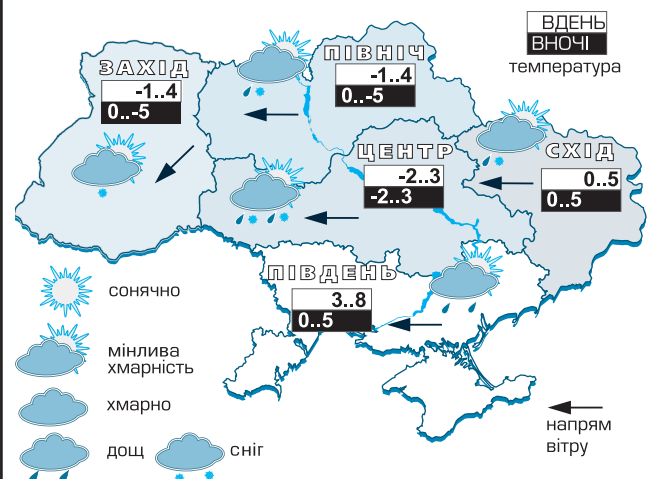 ВДЕНЬ
ВНОЧІ
температура
ПІВНІЧ
-1..4
0..-5
ЗАХІД
-1..4
0..-5
ЦЕНТР
-2..3
-2..3
СХІД
0..5
0..5
ПІВДЕНЬ
3..8
0..5
сонячно
мінлива
хмарність
хмарно
дощ
сніг
напрям
вітру